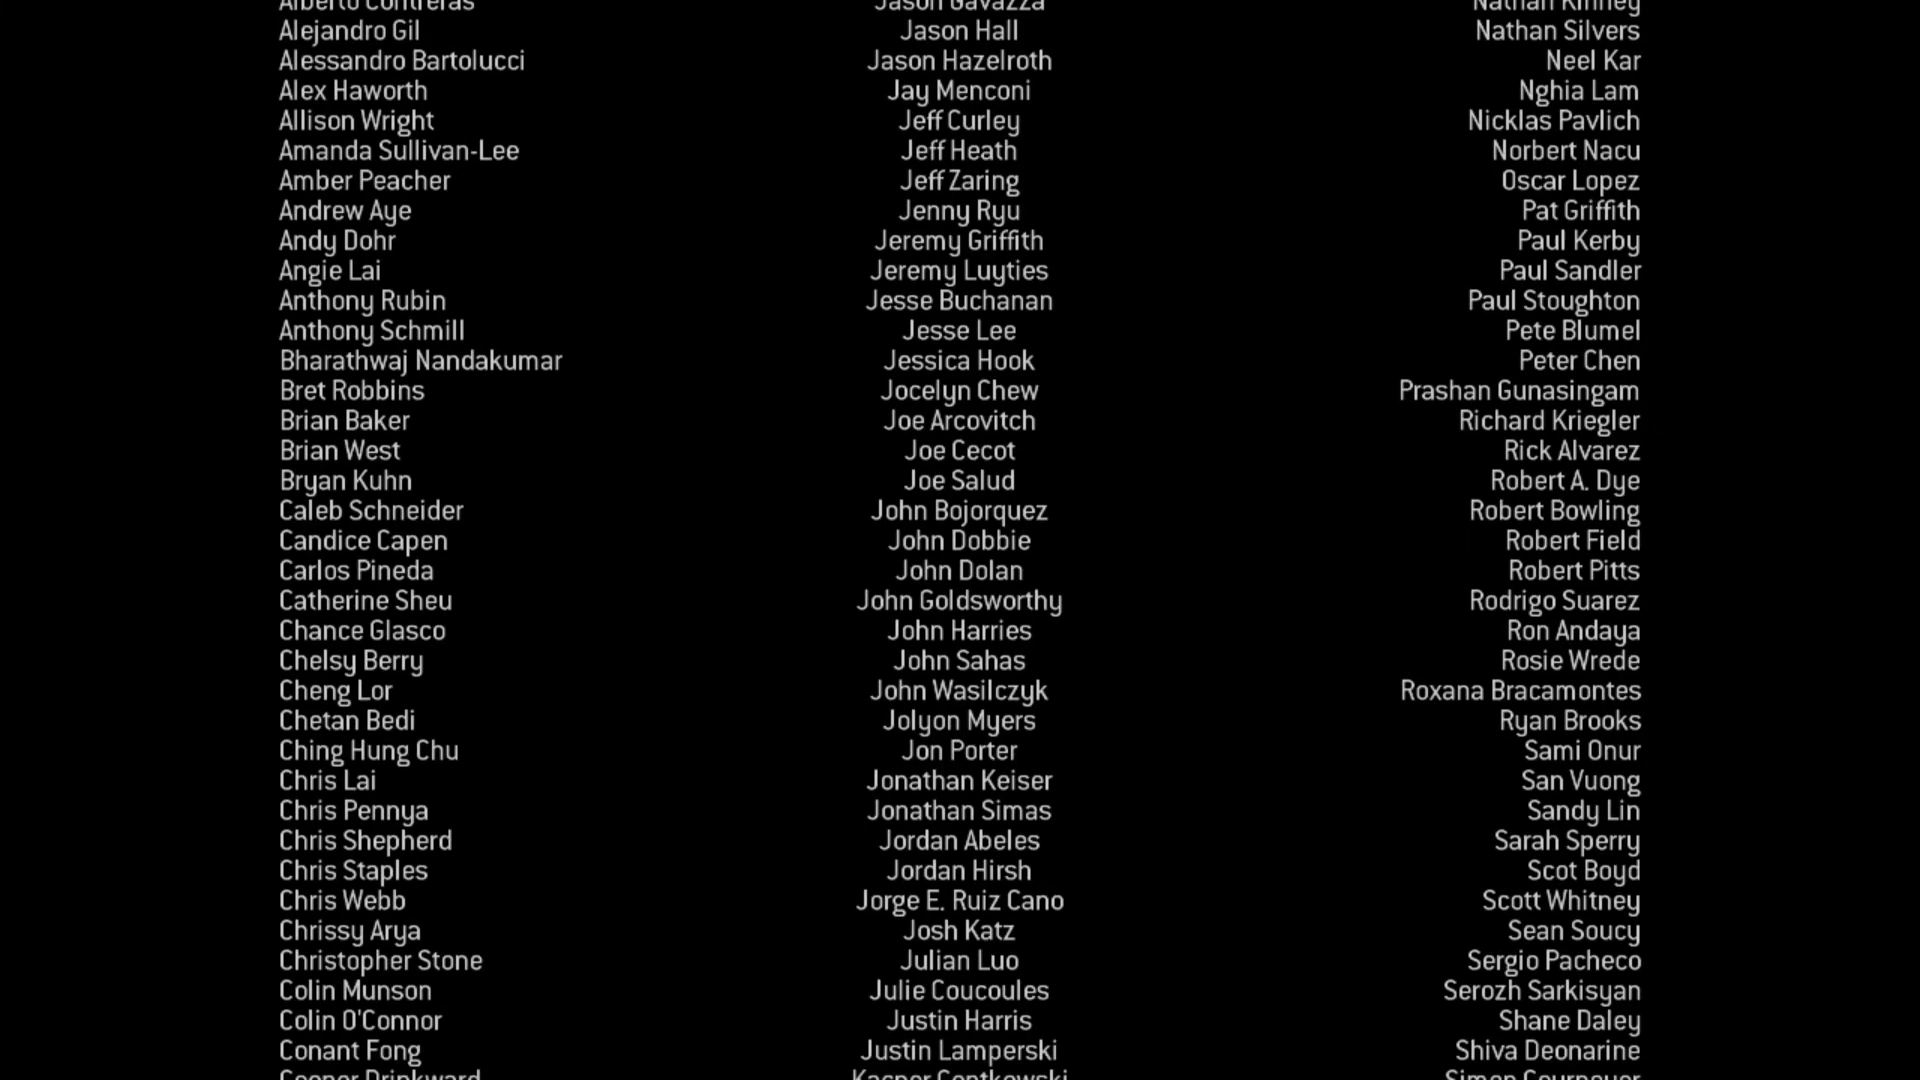 Alberto Contreras
Alejandro Gil
Alessandro Bartolucci
Alex Haworth
Allison Wright
Amanda Sullivan-Lee
Amber Peacher
Andrew Aye
Andy Dohr
Angie Lai
Anthony Rubin
Anthony Schmill
Bharathwaj Nandakumar
Bret Robbins
Brian Baker
Brian West
Bryan Kuhn
Caleb Schneider
Candice Capen
Carlos Pineda
Catherine Sheu
Chance Glasco
Chelsy Berry
Cheng Lor
Chetan Bedi
Ching Hung Chu
Chris Lai
Chris Pennya
Chris Shepherd
Chris Staples
Chris Webb
Chrissy Arya
Christopher Stone
Colin Munson
Colin O'Connor
Conant Fong
Cooper Drinkward
Jason Gavazza
Jason Hall
Jason Hazelroth
Jay Menconi
Jeff Curley
Jeff Heath
Jeff Zaring
Jenny Ryu
Jeremy Griffith
Jeremy Luyties
Jesse Buchanan
Jesse Lee
Jessica Hook
Jocelyn Chew
Joe Arcovitch
Joe Cecot
Joe Salud
John Bojorquez
John Dobbie
John Dolan
John Goldsworthy
John Harries
John Sahas
John Wasilczyk
Jolyon Myers
Jon Porter
Jonathan Keiser
Jonathan Simas
Jordan Abeles
Jordan Hirsh
Jorge E. Ruiz Cano
Josh Katz
Julian Luo
Julie Coucoules
Justin Harris
Justin Lamperski
Kacper
Nathan Kinney
Nathan Silvers
Neel Kar
Nghia Lam
Nicklas Pavlich
Norbert Nacu
Oscar Lopez
Pat Griffith
Paul Kerby
Paul Sandler
Paul Stoughton
Pete Blumel
Peter Chen
Prashan Gunasingam
Richard Kriegler
Rick Alvarez
Robert A. Dye
Robert Bowling
Robert Field
Robert Pitts
Rodrigo Suarez
Ron Andaya
Rosie Wrede
Roxana Bracamontes
Ryan Brooks
Sami Onur
San Vuong
Sandy Lin
Sarah Sperry
Scot Boyd
Scott Whitney
Sean Soucy
Sergio Pacheco
Serozh Sarkisyan
Shane Daley
Shiva Deonarine
Simon Cournoyer